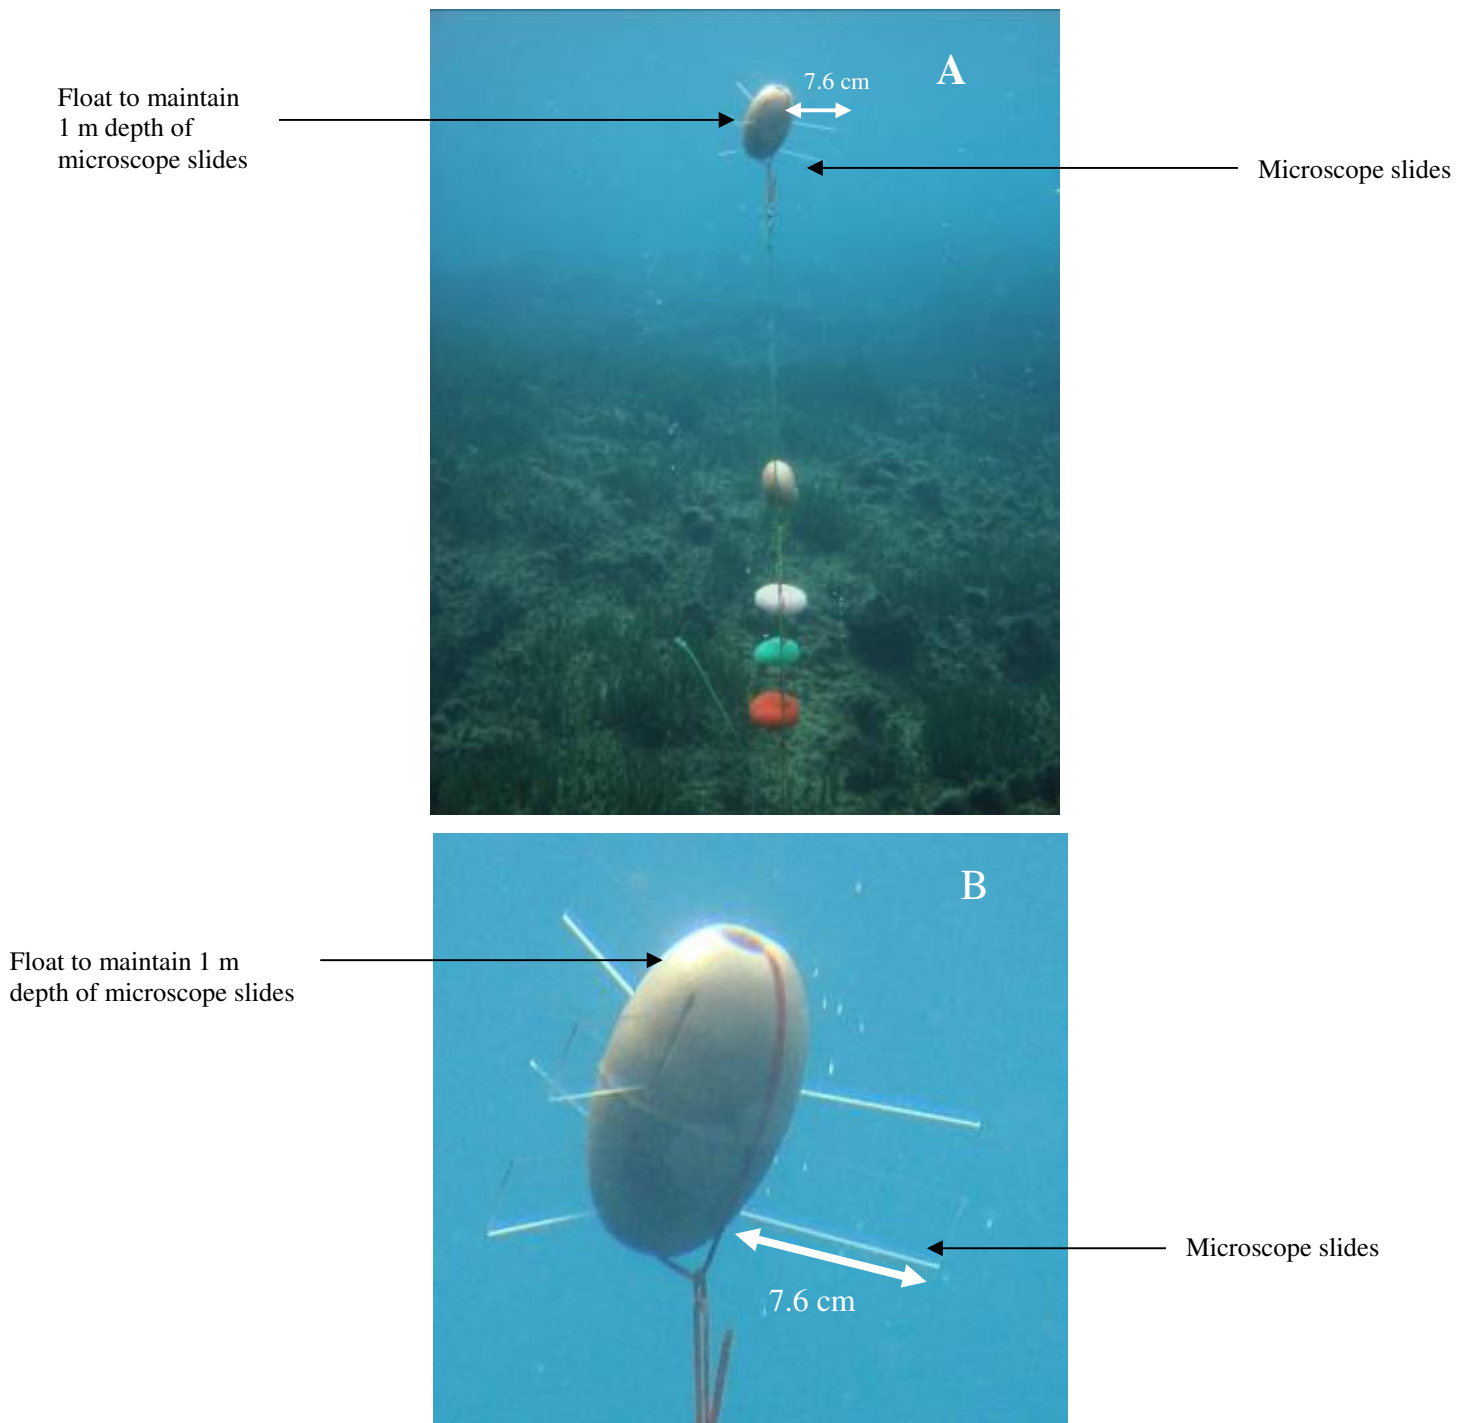 A
7.6 cm
Float to maintain
1 m depth of
microscope slides
Microscope slides
B
Float to maintain 1 m
depth of microscope slides
Microscope slides
7.6 cm